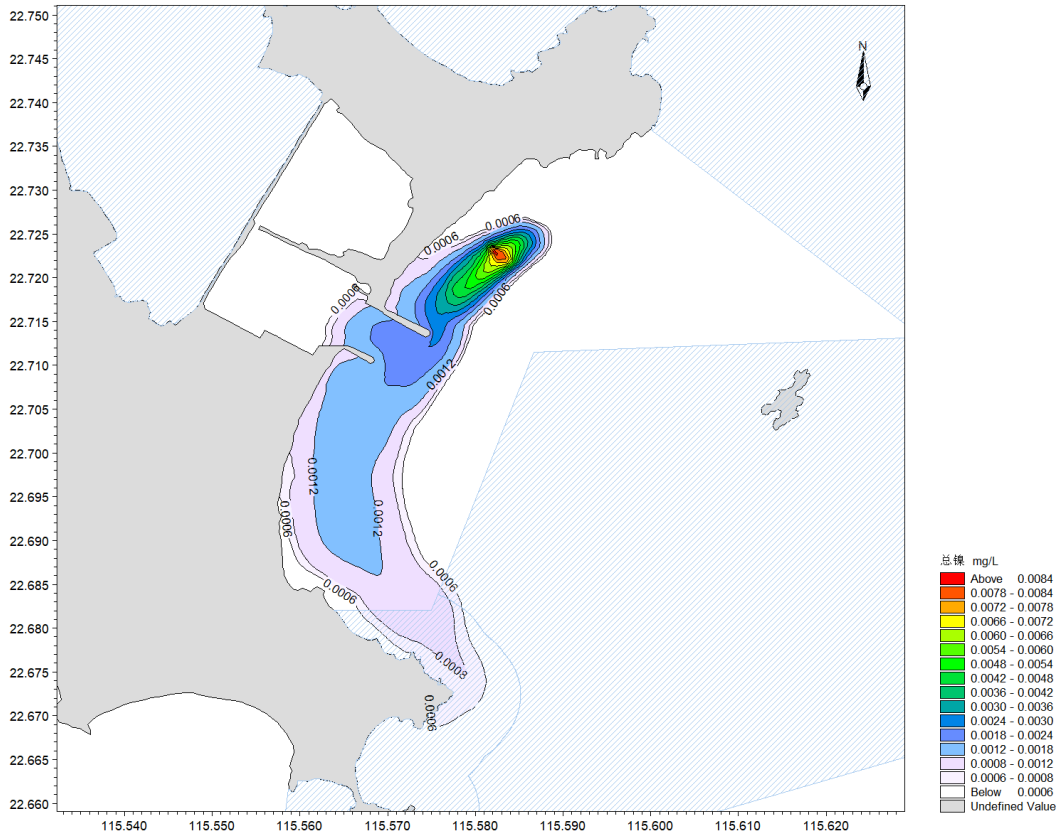 22.750
22.745
22.740
22.735
22.730
22.725
22.720
22.715
22.710
22.705
22.700
22.695
22.690
22.685
22.680
22.675
22.670
22.665
22.660
N
0.0006
0.0006
0.0006
0.0006
0.0012
0.0012
0.0012
0.0006
0.0006
0.0006
0.0008
0.0006
115.540
115.550
115.560
115.570
115.580
115.590
115.600
115.610
115.620
总镍 mg/L
Above 0.0084
0.0078 - 0.0084
0.0072 - 0.0078
0.0066 - 0.0072
0.0060 - 0.0066
0.0054 - 0.0060
0.0048 - 0.0054
0.0042 - 0.0048
0.0036 - 0.0042
0.0030 - 0.0036
0.0024 - 0.0030
0.0018 - 0.0024
0.0012 - 0.0018
0.0008 - 0.0012
0.0006 - 0.0008
Below 0.0006
Undefined Value